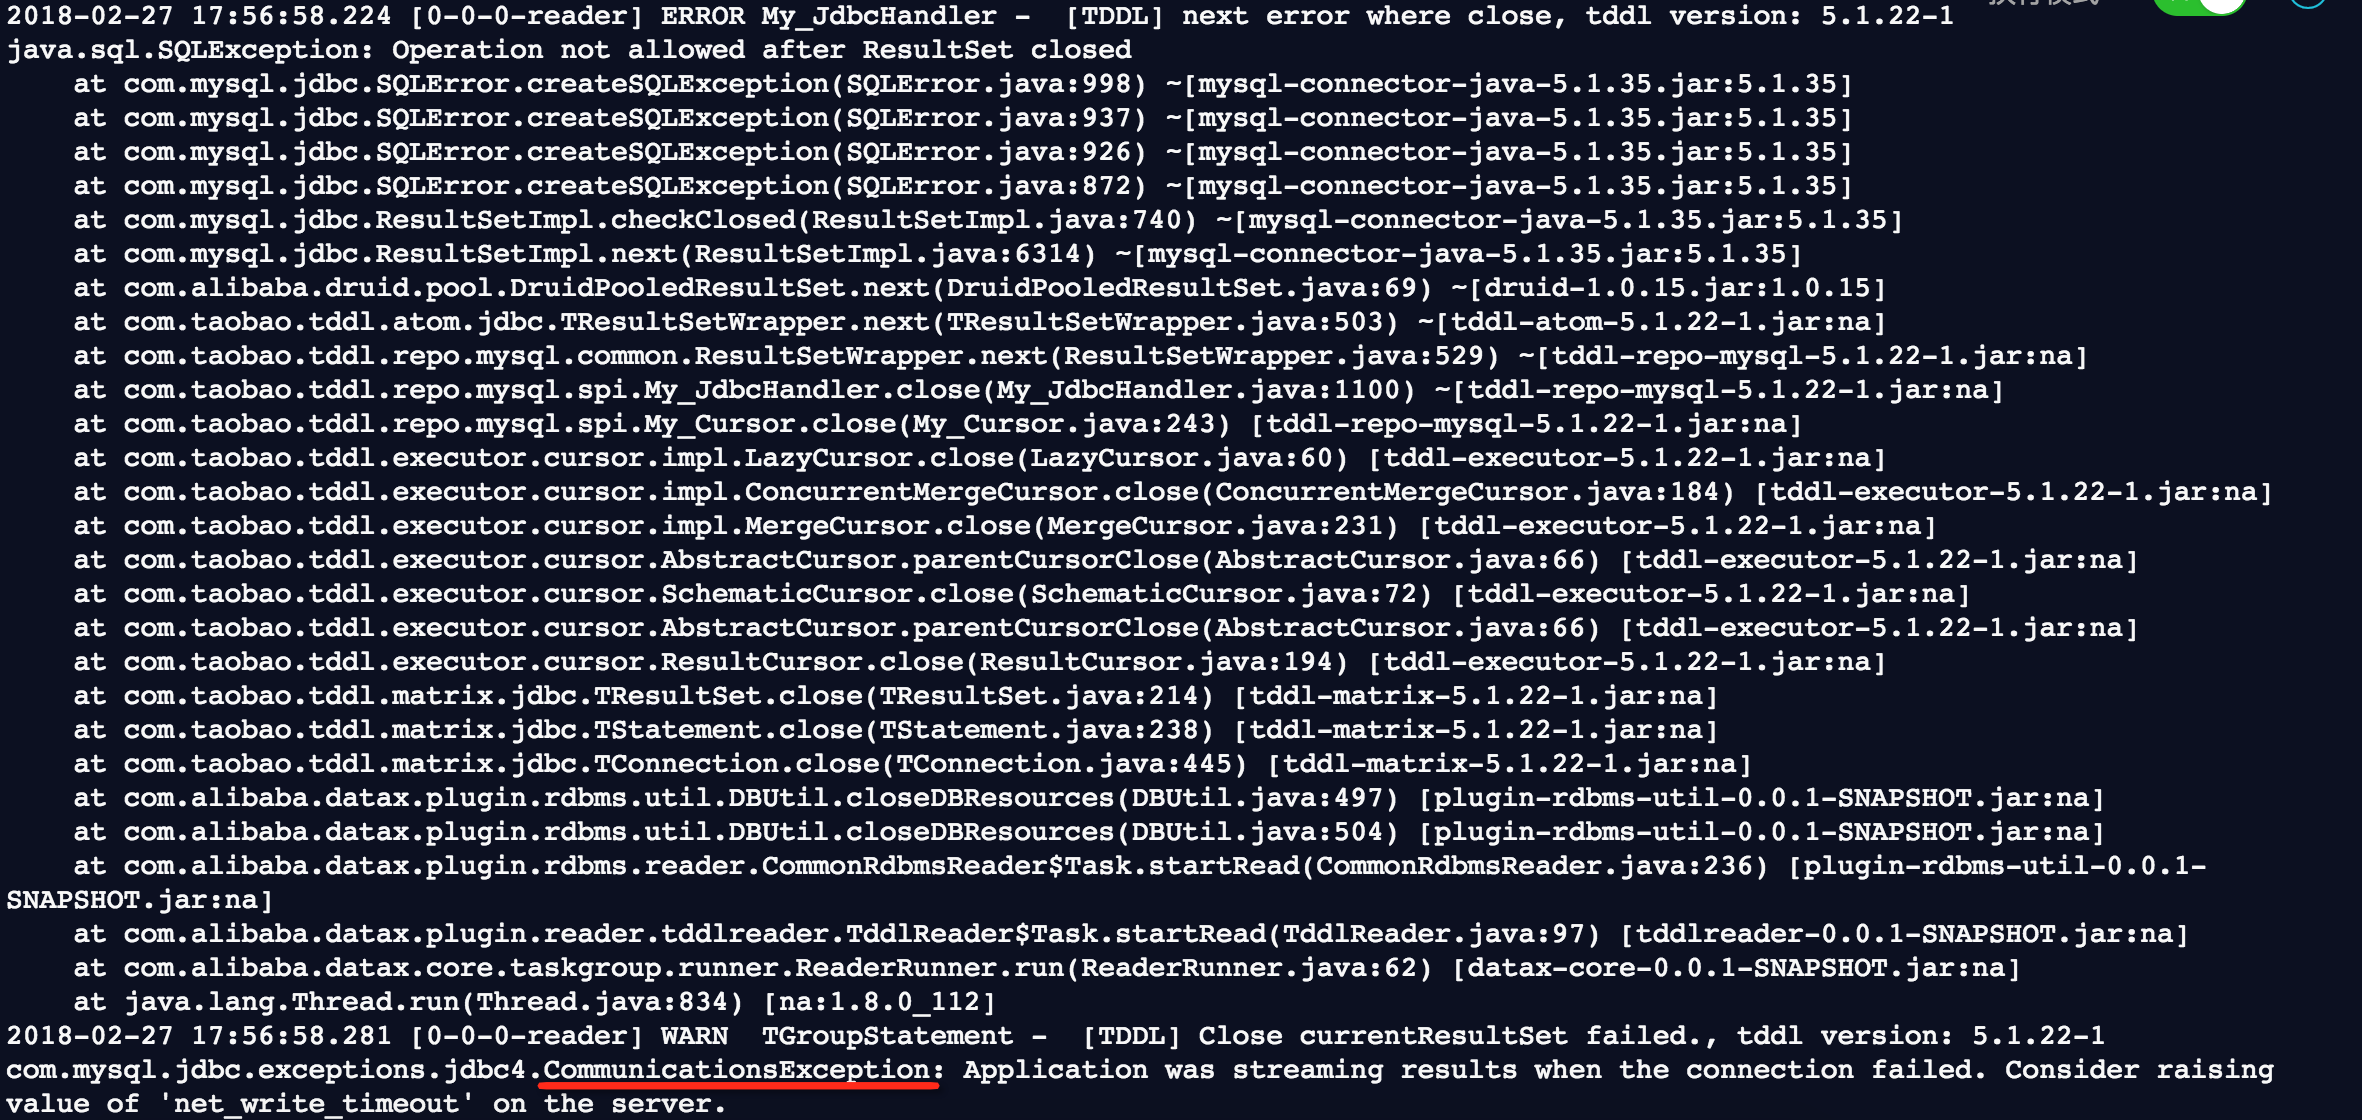 2018-02-27 17:56:58.224 [0-0-0-reader] ERROR My_JdbcHandler -  [TDDL] next error where close, tddl version: 5.1.22-1
java.sql.SQLException: Operation not allowed after ResultSet closed
    at com.mysql.jdbc.SQLError.createSQLException(SQLError.java:998) ~[mysql-connector-java-5.1.35.jar:5.1.35]
    at com.mysql.jdbc.SQLError.createSQLException(SQLError.java:937) ~[mysql-connector-java-5.1.35.jar:5.1.35]
    at com.mysql.jdbc.SQLError.createSQLException(SQLError.java:926) ~[mysql-connector-java-5.1.35.jar:5.1.35]
    at com.mysql.jdbc.SQLError.createSQLException(SQLError.java:872) ~[mysql-connector-java-5.1.35.jar:5.1.35]
    at com.mysql.jdbc.ResultSetImpl.checkClosed(ResultSetImpl.java:740) ~[mysql-connector-java-5.1.35.jar:5.1.35]
    at com.mysql.jdbc.ResultSetImpl.next(ResultSetImpl.java:6314) ~[mysql-connector-java-5.1.35.jar:5.1.35]
    at com.alibaba.druid.pool.DruidPooledResultSet.next(DruidPooledResultSet.java:69) ~[druid-1.0.15.jar:1.0.15]
    at com.taobao.tddl.atom.jdbc.TResultSetWrapper.next(TResultSetWrapper.java:503) ~[tddl-atom-5.1.22-1.jar:na]
    at com.taobao.tddl.repo.mysql.common.ResultSetWrapper.next(ResultSetWrapper.java:529) ~[tddl-repo-mysql-5.1.22-1.jar:na]
    at com.taobao.tddl.repo.mysql.spi.My_JdbcHandler.close(My_JdbcHandler.java:1100) ~[tddl-repo-mysql-5.1.22-1.jar:na]
    at com.taobao.tddl.repo.mysql.spi.My_Cursor.close(My_Cursor.java:243) [tddl-repo-mysql-5.1.22-1.jar:na]
    at com.taobao.tddl.executor.cursor.impl.LazyCursor.close(LazyCursor.java:60) [tddl-executor-5.1.22-1.jar:na]
    at com.taobao.tddl.executor.cursor.impl.ConcurrentMergeCursor.close(ConcurrentMergeCursor.java:184) [tddl-executor-5.1.22-1.jar:na]
    at com.taobao.tddl.executor.cursor.impl.MergeCursor.close(MergeCursor.java:231) [tddl-executor-5.1.22-1.jar:na]
    at com.taobao.tddl.executor.cursor.AbstractCursor.parentCursorClose(AbstractCursor.java:66) [tddl-executor-5.1.22-1.jar:na]
    at com.taobao.tddl.executor.cursor.SchematicCursor.close(SchematicCursor.java:72) [tddl-executor-5.1.22-1.jar:na]
    at com.taobao.tddl.executor.cursor.AbstractCursor.parentCursorClose(AbstractCursor.java:66) [tddl-executor-5.1.22-1.jar:na]
    at com.taobao.tddl.executor.cursor.ResultCursor.close(ResultCursor.java:194) [tddl-executor-5.1.22-1.jar:na]
    at com.taobao.tddl.matrix.jdbc.TResultSet.close(TResultSet.java:214) [tddl-matrix-5.1.22-1.jar:na]
    at com.taobao.tddl.matrix.jdbc.TStatement.close(TStatement.java:238) [tddl-matrix-5.1.22-1.jar:na]
    at com.taobao.tddl.matrix.jdbc.TConnection.close(TConnection.java:445) [tddl-matrix-5.1.22-1.jar:na]
    at com.alibaba.datax.plugin.rdbms.util.DBUtil.closeDBResources(DBUtil.java:497) [plugin-rdbms-util-0.0.1-SNAPSHOT.jar:na]
    at com.alibaba.datax.plugin.rdbms.util.DBUtil.closeDBResources(DBUtil.java:504) [plugin-rdbms-util-0.0.1-SNAPSHOT.jar:na]
    at com.alibaba.datax.plugin.rdbms.reader.CommonRdbmsReader$Task.startRead(CommonRdbmsReader.java:236) [plugin-rdbms-util-0.0.1-
SNAPSHOT.jar:na]
    at com.alibaba.datax.plugin.reader.tddlreader.TddlReader$Task.startRead(TddlReader.java:97) [tddlreader-0.0.1-SNAPSHOT.jar:na]
    at com.alibaba.datax.core.taskgroup.runner.ReaderRunner.run(ReaderRunner.java:62) [datax-core-0.0.1-SNAPSHOT.jar:na]
    at java.lang.Thread.run(Thread.java:834) [na:1.8.0_112]
2018-02-27 17:56:58.281 [0-0-0-reader] WARN  TGroupStatement -  [TDDL] Close currentResultSet failed., tddl version: 5.1.22-1
com.mysql.jdbc.exceptions.jdbc4.CommunicationsException: Application was streaming results when the connection failed. Consider raising
value of 'net_write_timeout' on the server.